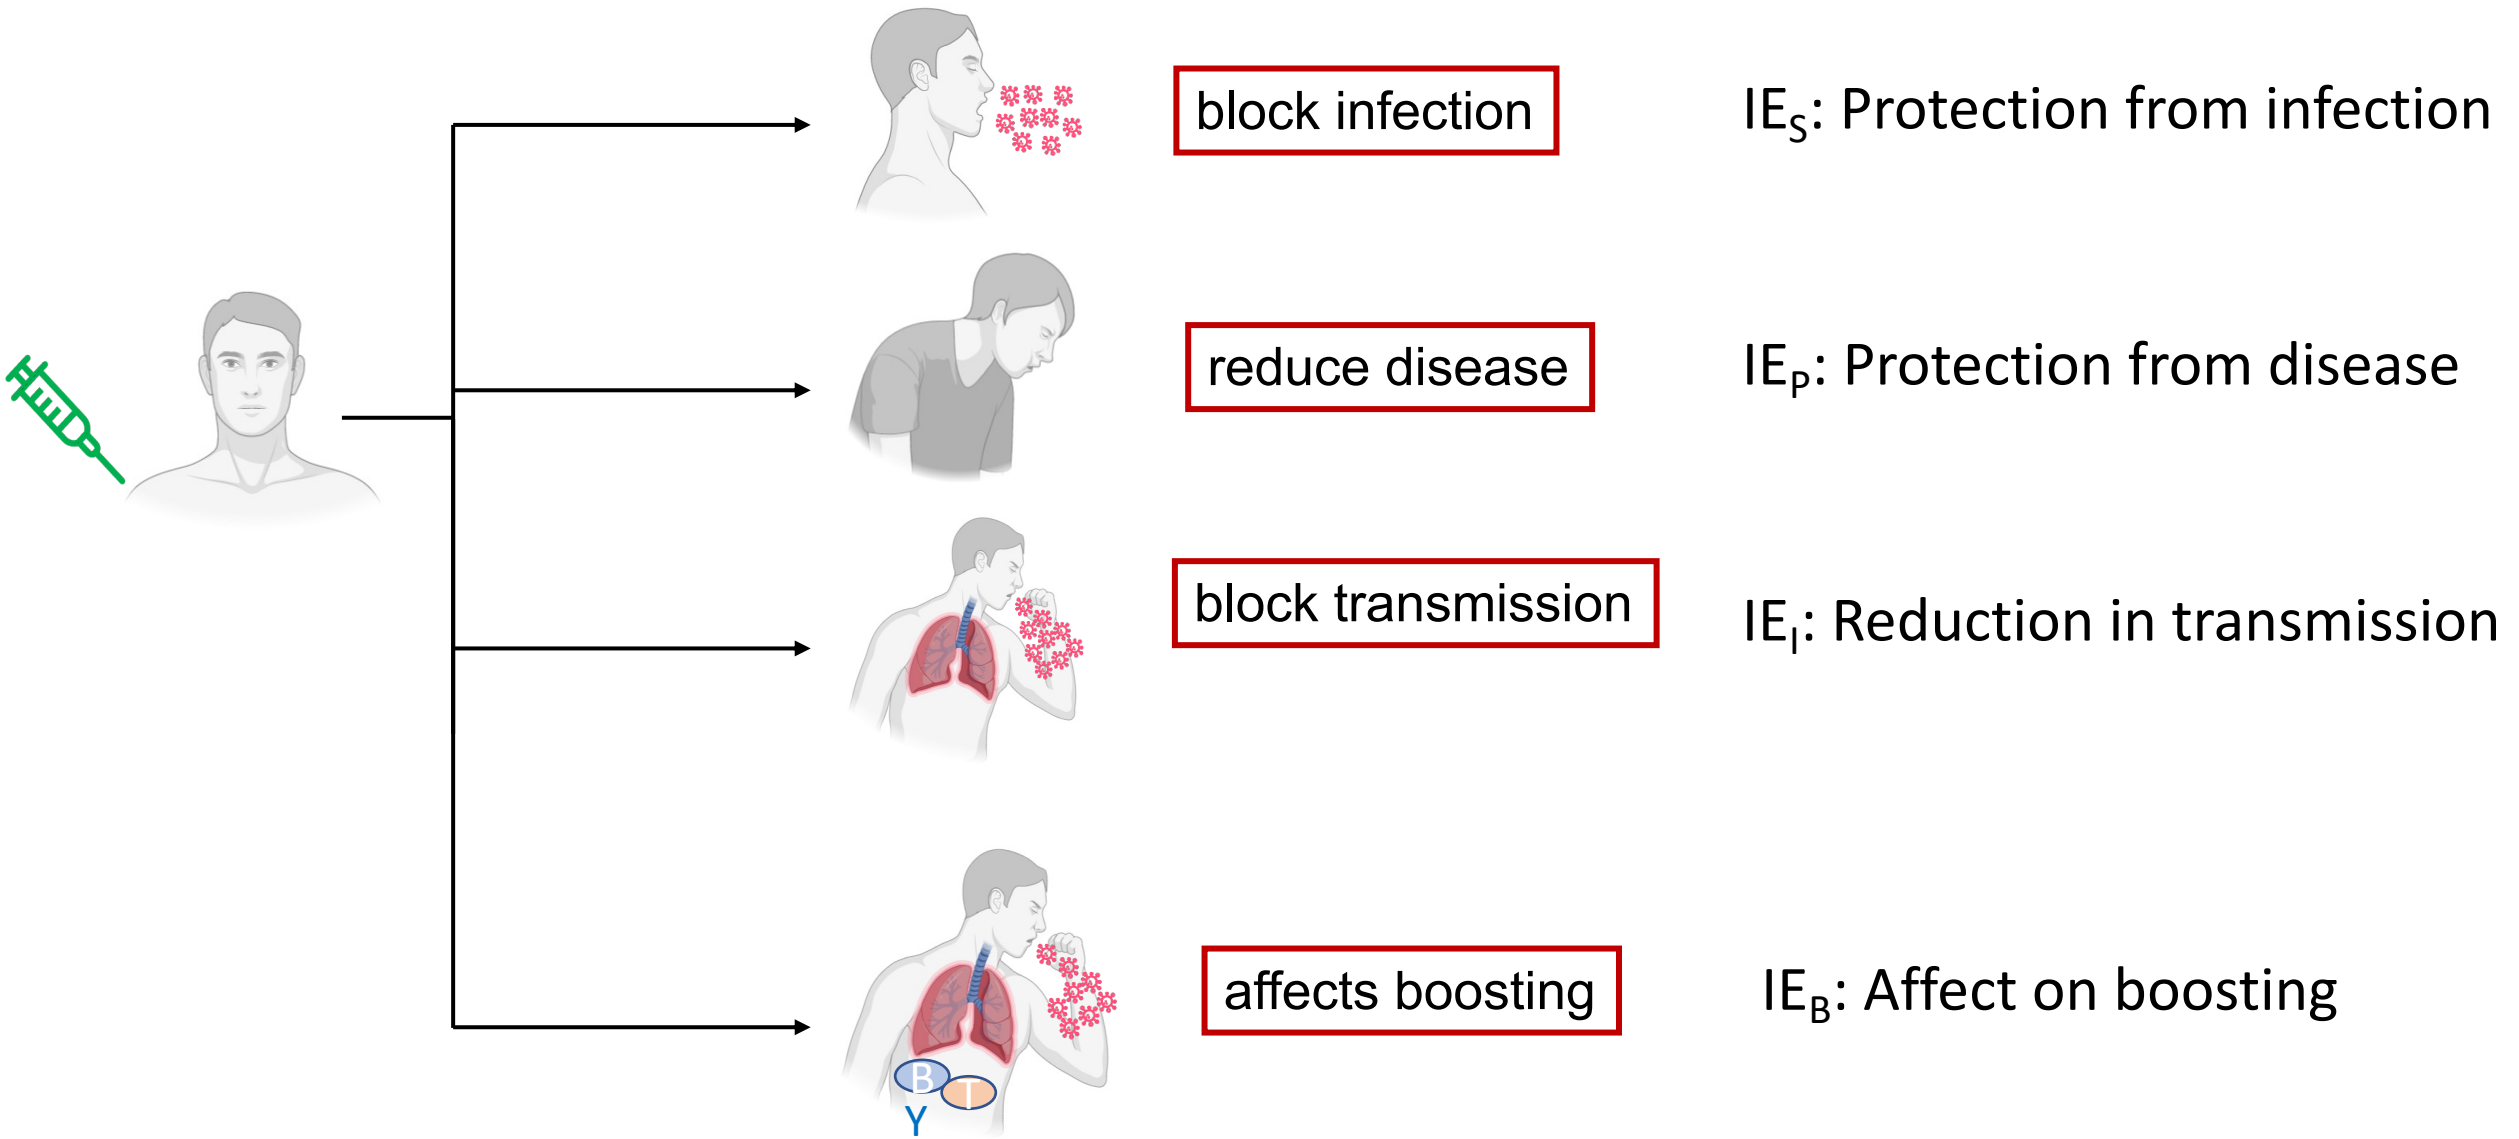 block infection
IES: Protection from infection
reduce disease
IEP: Protection from disease
block transmission
IEI: Reduction in transmission
affects boosting
IEB: Affect on boosting
B
T
Y